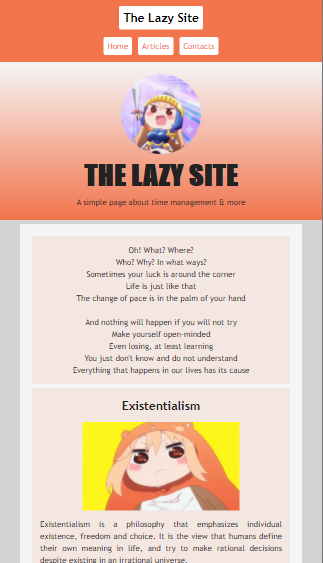 The Lazy Site
Home Articles Contacts
THE LAZY SITE
A simple page about time management & more
Oh! What? Where?
Who? Why? In what ways?
Sometimes your luck is around the corner
Life is just like that
The change of pace is in the palm of your hand
And nothing will happen if you will not try
Make yourself open-minded
Even losing, at least learning
You just don't know and do not understand
Everything that happens in our lives has its cause
Existentialism
Existentialism is a philosophy that emphasizes individual
existence, freedom and choice. It is the view that humans define
their own meaning in life, and try to make rational decisions
despite existing in an irrational universe.